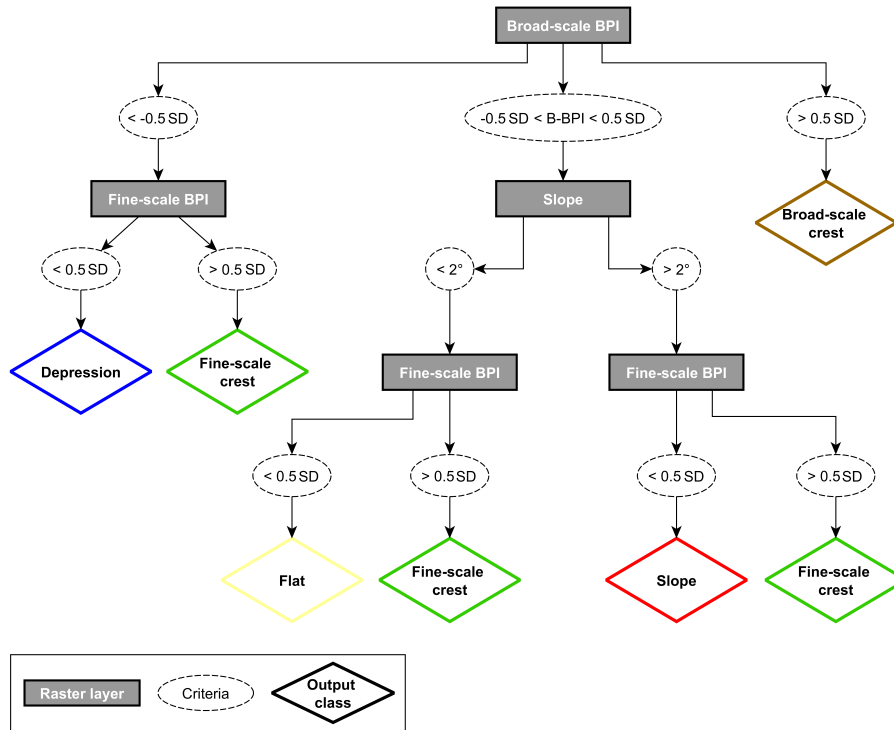 Broad-scale BPI
< -0.5 SD
-0.5 SD < B-BPI < 0.5 SD
> 0.5 SD
Fine-scale BPI
Slope
Broad-scale
crest
< 0.5 SD
> 0.5 SD
< 2°
> 2°
Depression
Fine-scale
crest
Fine-scale BPI
Fine-scale BPI
< 0.5 SD
> 0.5 SD
< 0.5 SD
> 0.5 SD
Flat
Fine-scale
crest
Slope
Fine-scale
crest
Raster layer
Criteria
Output
class